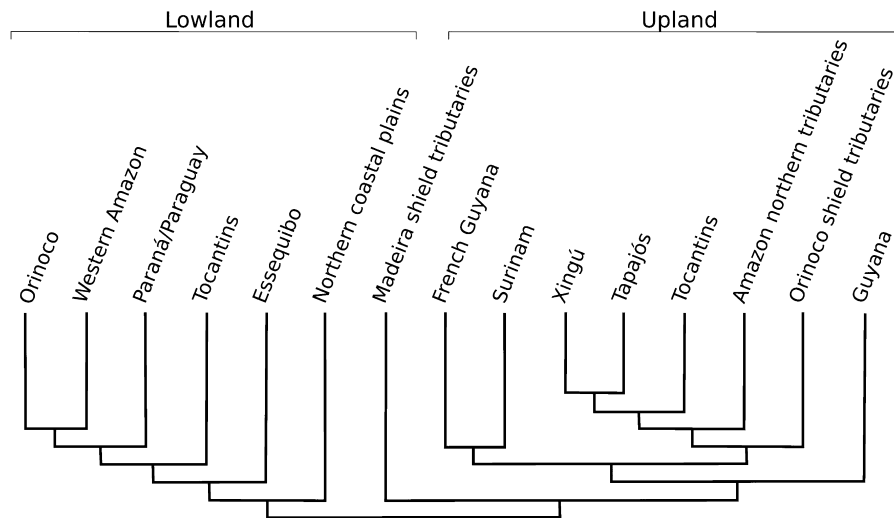 Lowland
Upland
Orinoco
Western Amazon
Paraná/Paraguay
Tocantins
Essequibo
Northern coastal plains
Madeira shield tributaries
French Guyana
Surinam
Xingú
Tapajós
Tocantins
Amazon northern tributaries
Orinoco shield tributaries
Guyana